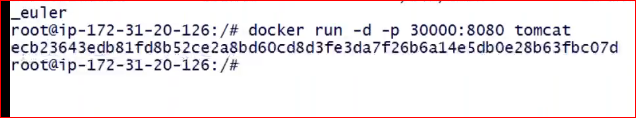 _euler
root@ip-172-31-20-126:/# docker run -d -p 30000:8080 tomcat
ecb23643edb81fd8b52ce2a8bd60cd8d3fe3da7f26b6a14e5db0e28b63fbc07d
root@ip-172-31-20-126:/#